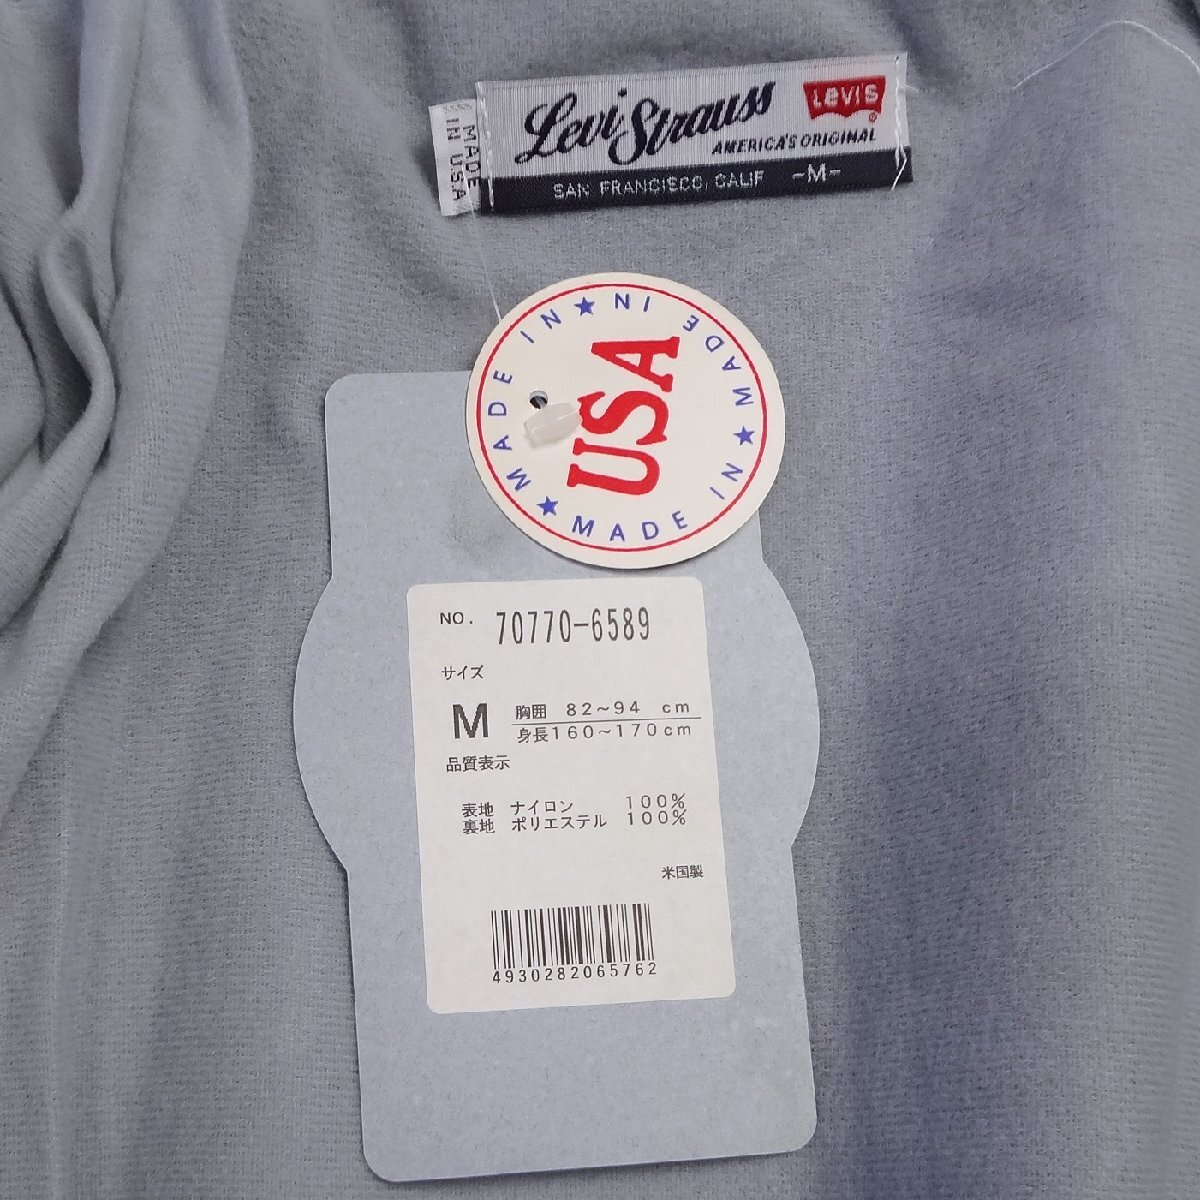 MADE
IN USA
Levi Strauss
LEVI'S
®
AMERICA'S ORIGINAL
SAN FRANCISCO, CALIF -M-
★ MADE IN ★ MADE IN ★ MADE IN
USA
NO. 70770-6589
サイズ
M
胸囲 82～94 cm
身長160～170cm
品質表示
表地 ナイロン 100%
裏地 ポリエステル 100%
米国製
4930282065762